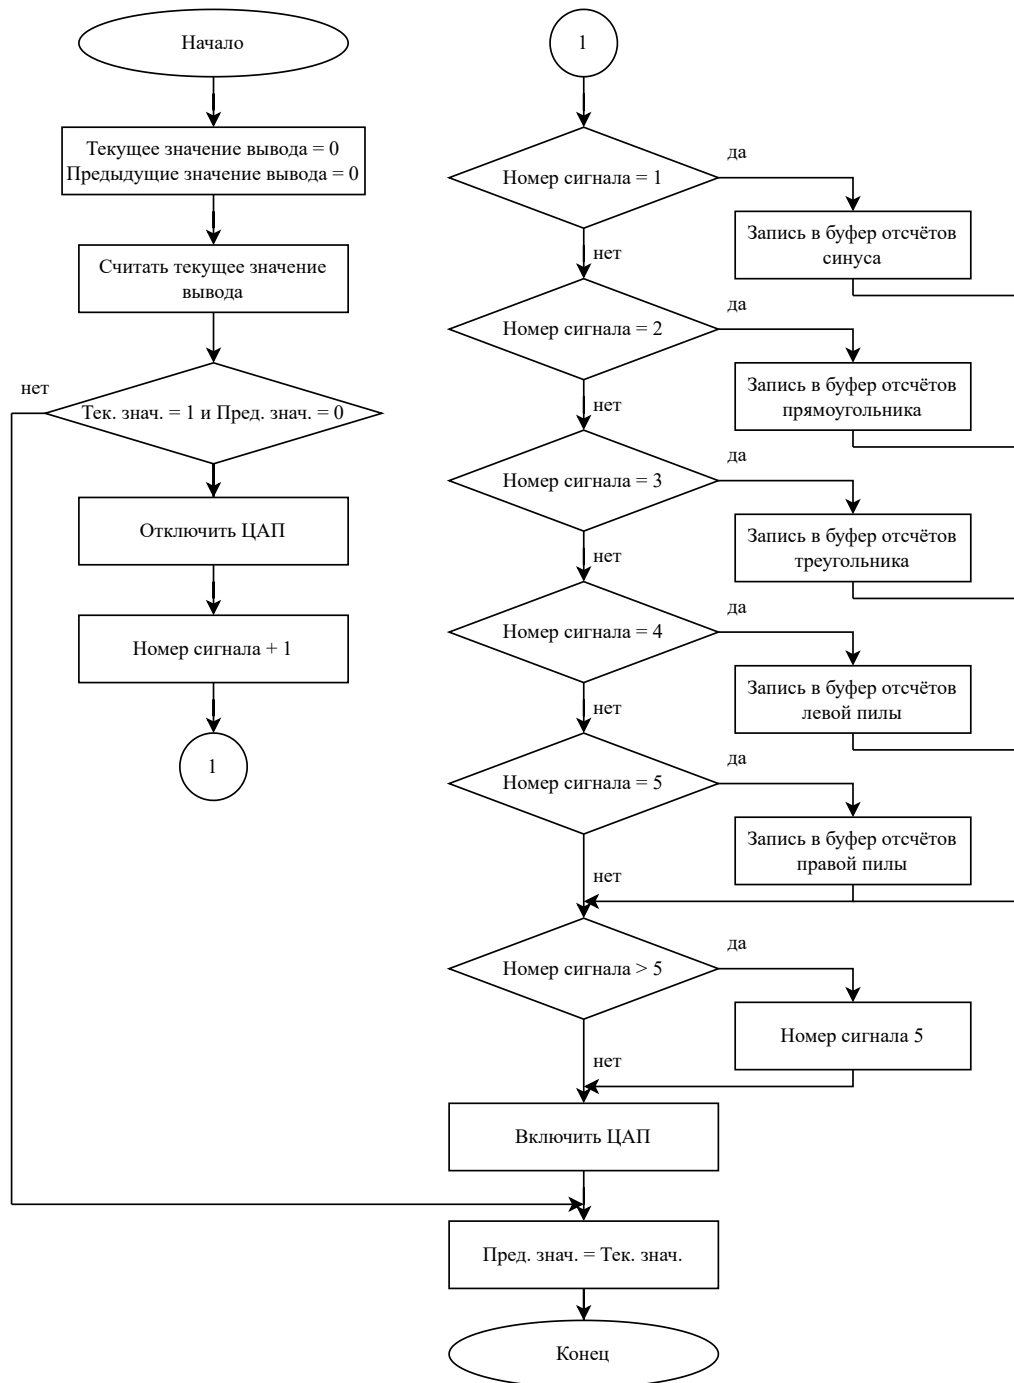 Начало
Текущее значение вывода = 0
Предыдущие значение вывода = 0
Считать текущее значение
вывода
нет
Тек. знач. = 1 и Пред. знач. = 0
Отключить ЦАП
Номер сигнала + 1
1
1
Номер сигнала = 1
да
Запись в буфер отсчётов
синуса
нет
Номер сигнала = 2
да
Запись в буфер отсчётов
прямоугольника
нет
Номер сигнала = 3
да
Запись в буфер отсчётов
треугольника
нет
Номер сигнала = 4
да
Запись в буфер отсчётов
левой пилы
нет
Номер сигнала = 5
да
Запись в буфер отсчётов
правой пилы
нет
Номер сигнала > 5
да
Номер сигнала 5
нет
Включить ЦАП
Пред. знач. = Тек. знач.
Конец